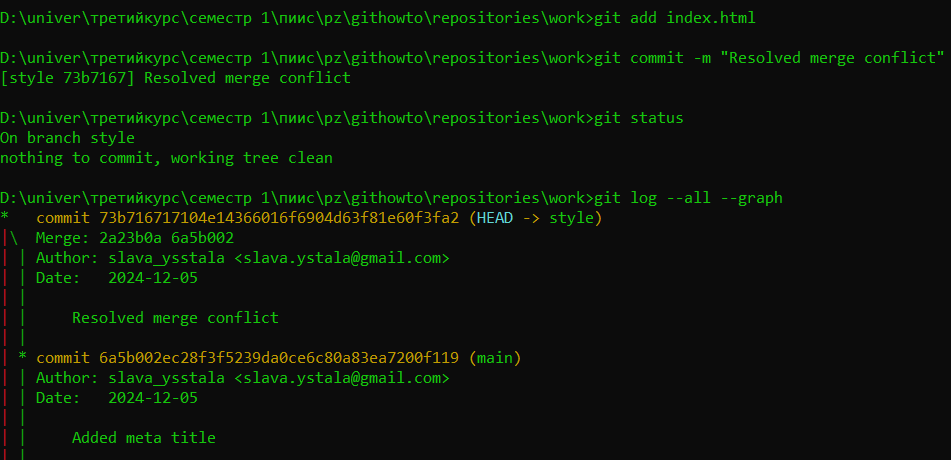 D:\univer\третийкурс\семестр 1\пиис\pz\githowto\repositories\work>git add index.html
D:\univer\третийкурс\семестр 1\пиис\pz\githowto\repositories\work>git commit -m "Resolved merge conflict"
[style 73b7167] Resolved merge conflict
D:\univer\третийкурс\семестр 1\пиис\pz\githowto\repositories\work>git status
On branch style
nothing to commit, working tree clean
D:\univer\третийкурс\семестр 1\пиис\pz\githowto\repositories\work>git log --all --graph
*   commit 73b716717104e14366016f6904d63f81e60f3fa2 (HEAD -> style)
|\  Merge: 2a23b0a 6a5b002
| | Author: slava_ysstala <slava.ystala@gmail.com>
| | Date:   2024-12-05
| |
| |     Resolved merge conflict
| |
| * commit 6a5b002ec28f3f5239da0ce6c80a83ea7200f119 (main)
| | Author: slava_ysstala <slava.ystala@gmail.com>
| | Date:   2024-12-05
| |
| |     Added meta title
| |